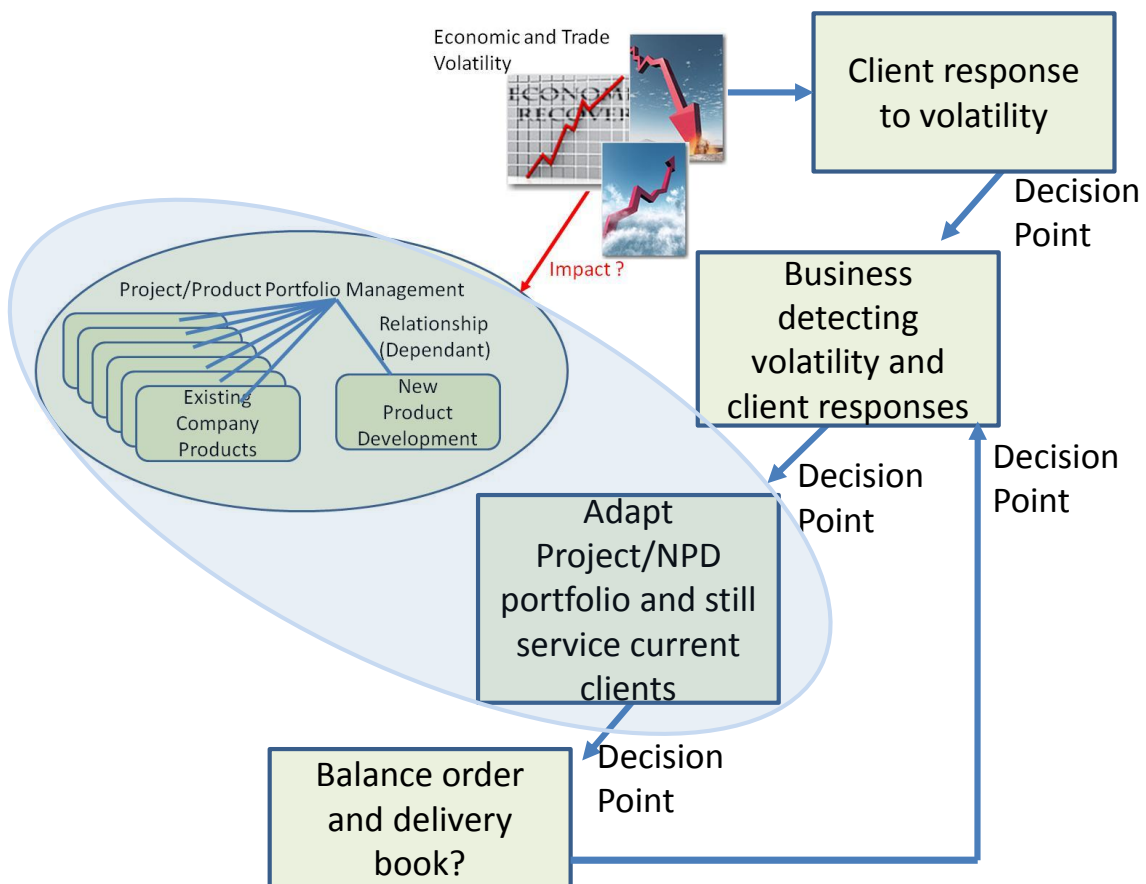 Economic and Trade
Volatility
ECONOM
RECOVER
Client response
to volatility
Decision
Point
Impact ?
Business
detecting
volatility and
client responses
Project/Product Portfolio Management
Relationship
(Dependant)
Existing
Company
Products
New
Product
Development
Decision
Point
Decision
Point
Adapt
Project/NPD
portfolio and still
service current
clients
Decision
Point
Balance order
and delivery
book?